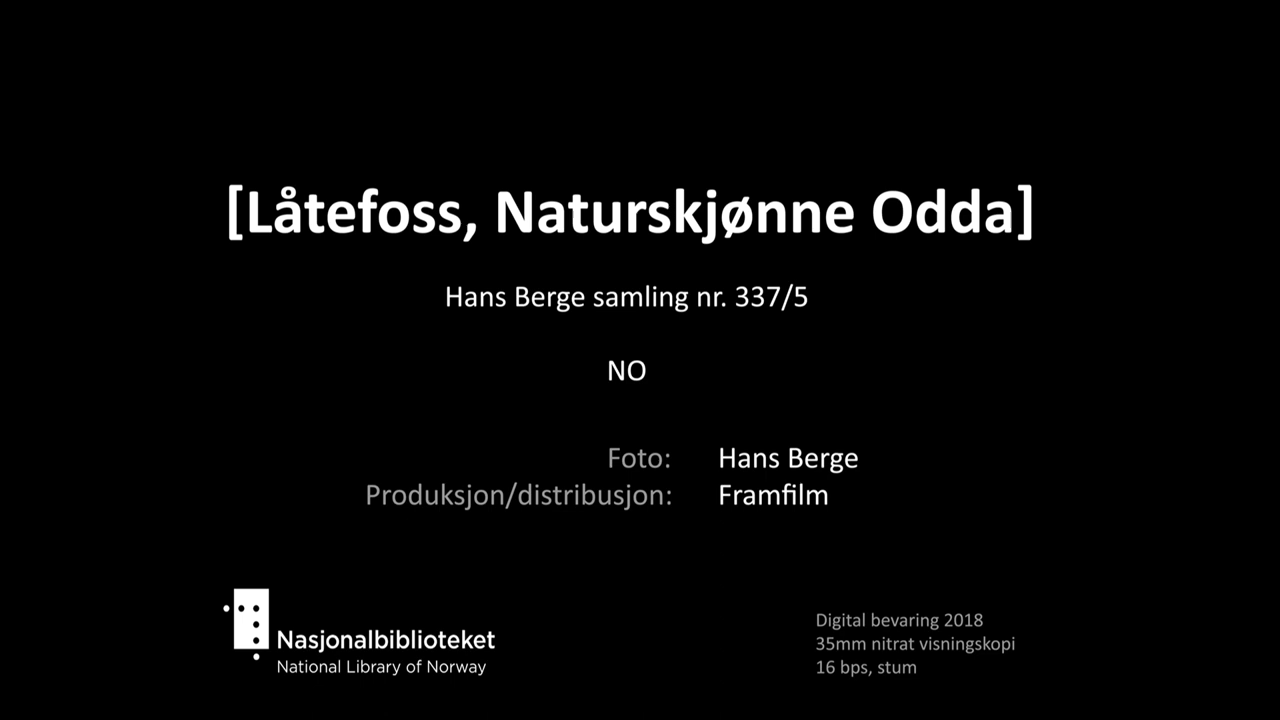 [Låtefoss, Naturskjønne Odda]
Hans Berge samling nr. 337/5
NO
Foto: Hans Berge
Produksjon/distribusjon: Framfilm
Nasjonalbiblioteket
National Library of Norway
Digital bevaring 2018
35mm nitrat visningskopi
16 bps, stum